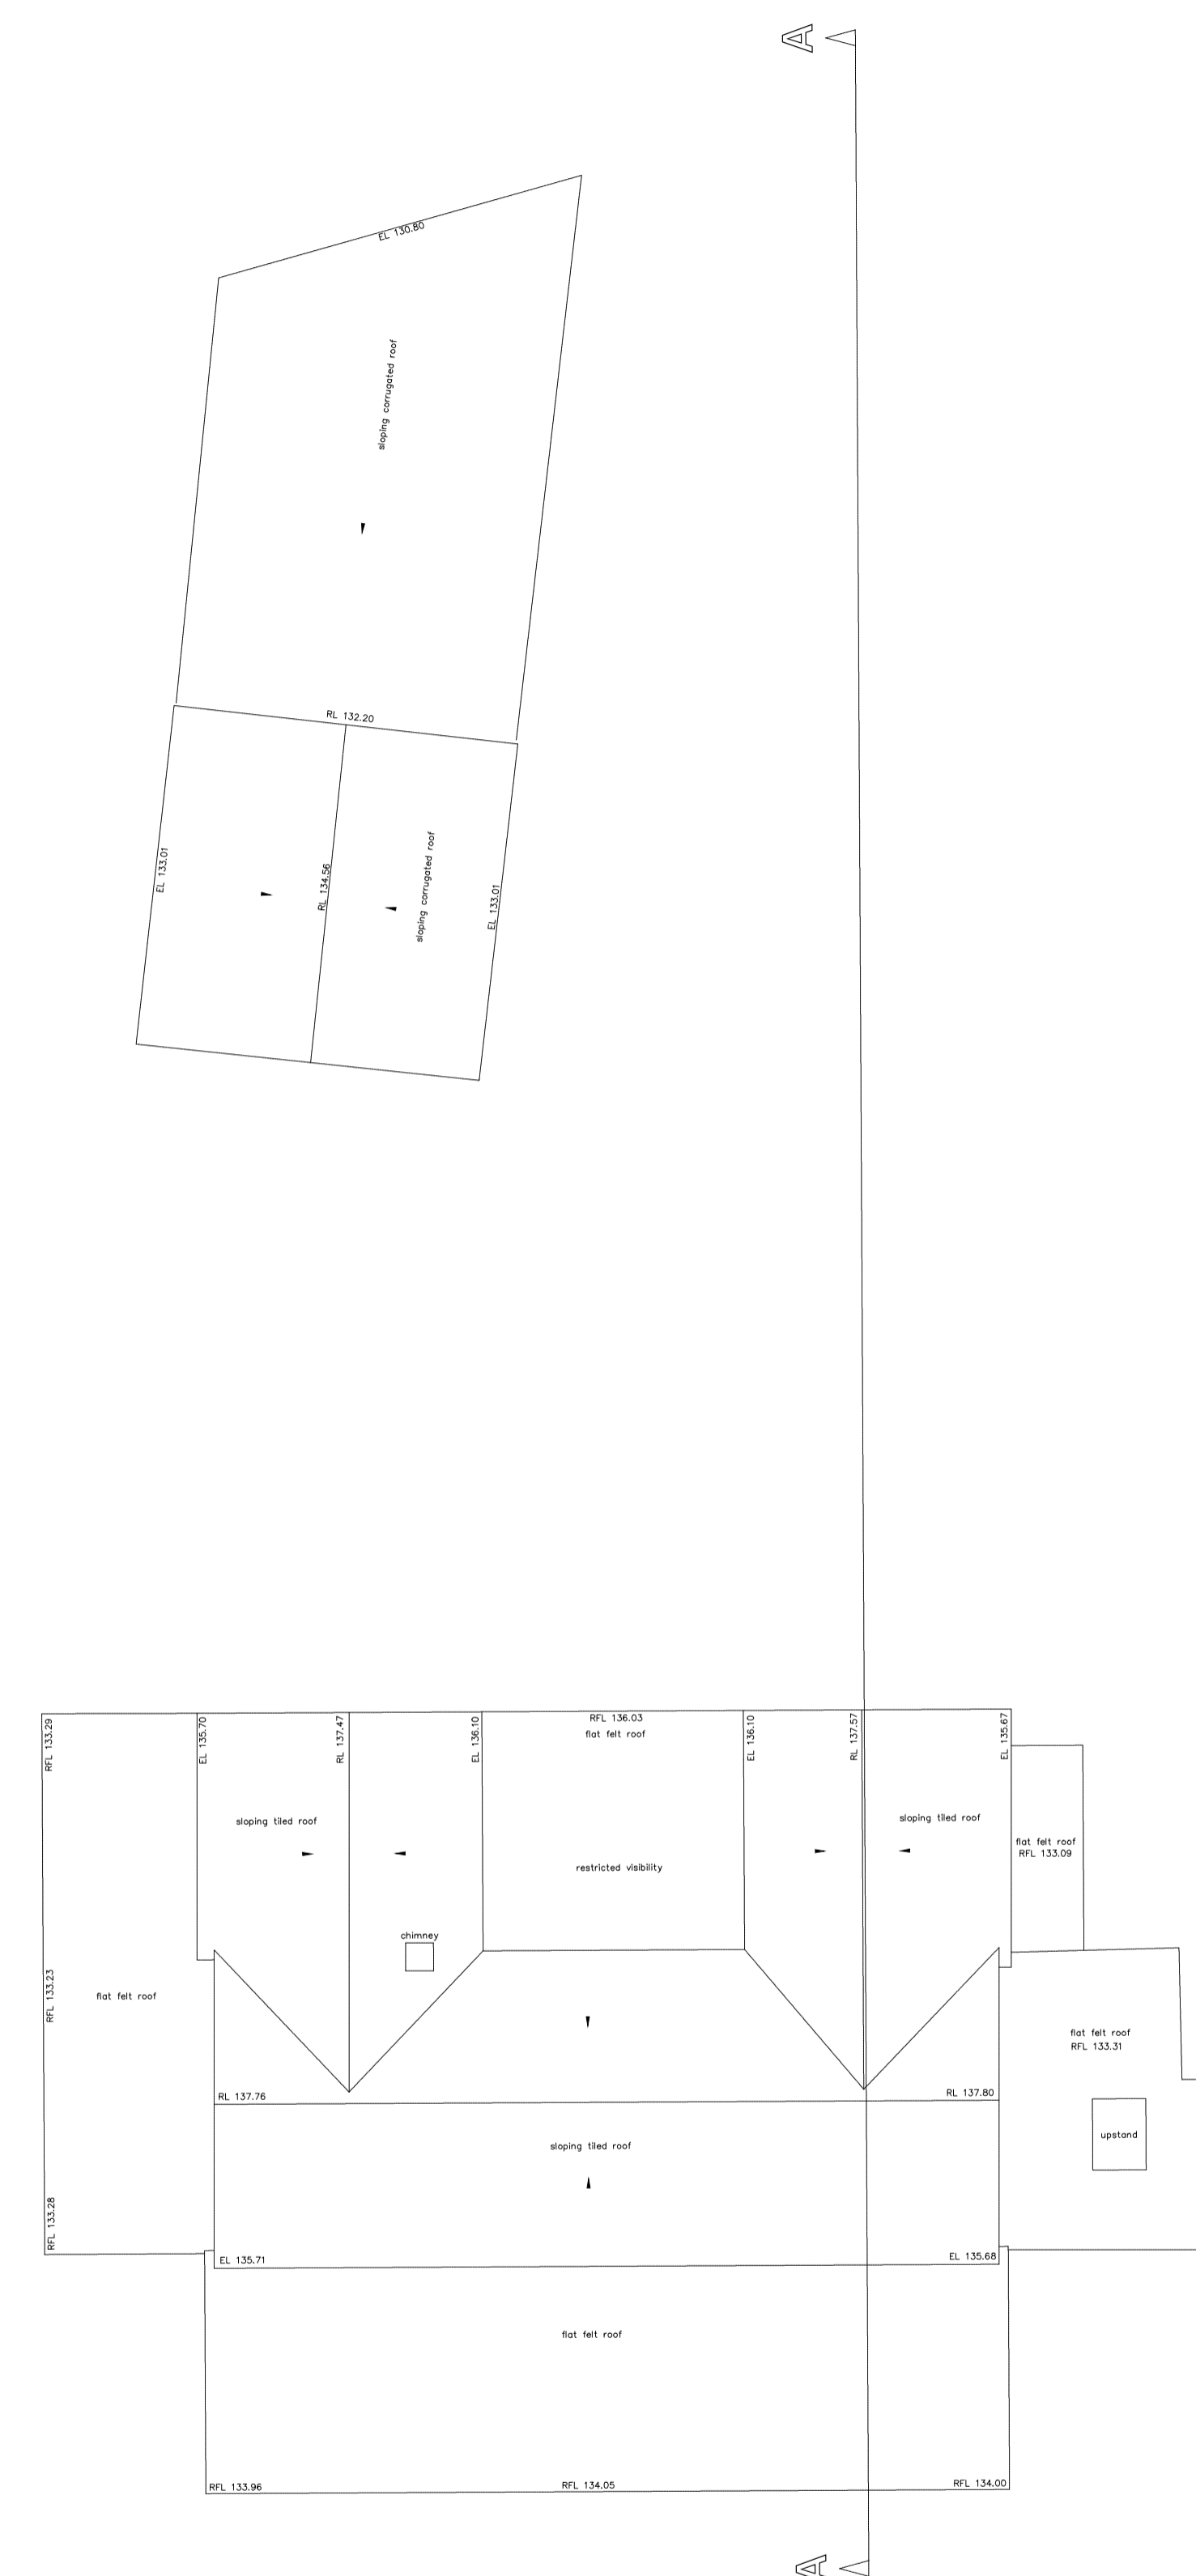 A
EL 130.80
sloping corrugated roof
RL 132.20
EL 133.01
RL 134.56
sloping corrugated roof
EL 133.01
RFL 133.29
EL 135.70
RL 137.47
EL 136.10
RFL 136.03
flat felt roof
EL 136.10
RL 137.57
EL 135.67
sloping tiled roof
sloping tiled roof
flat felt roof
RFL 133.09
restricted visibility
chimney
RFL 133.23
flat felt roof
flat felt roof
RFL 133.31
RL 137.76
RL 137.80
upstand
sloping tiled roof
RFL 133.28
EL 135.71
EL 135.68
flat felt roof
RFL 133.96
RFL 134.05
RFL 134.00
A